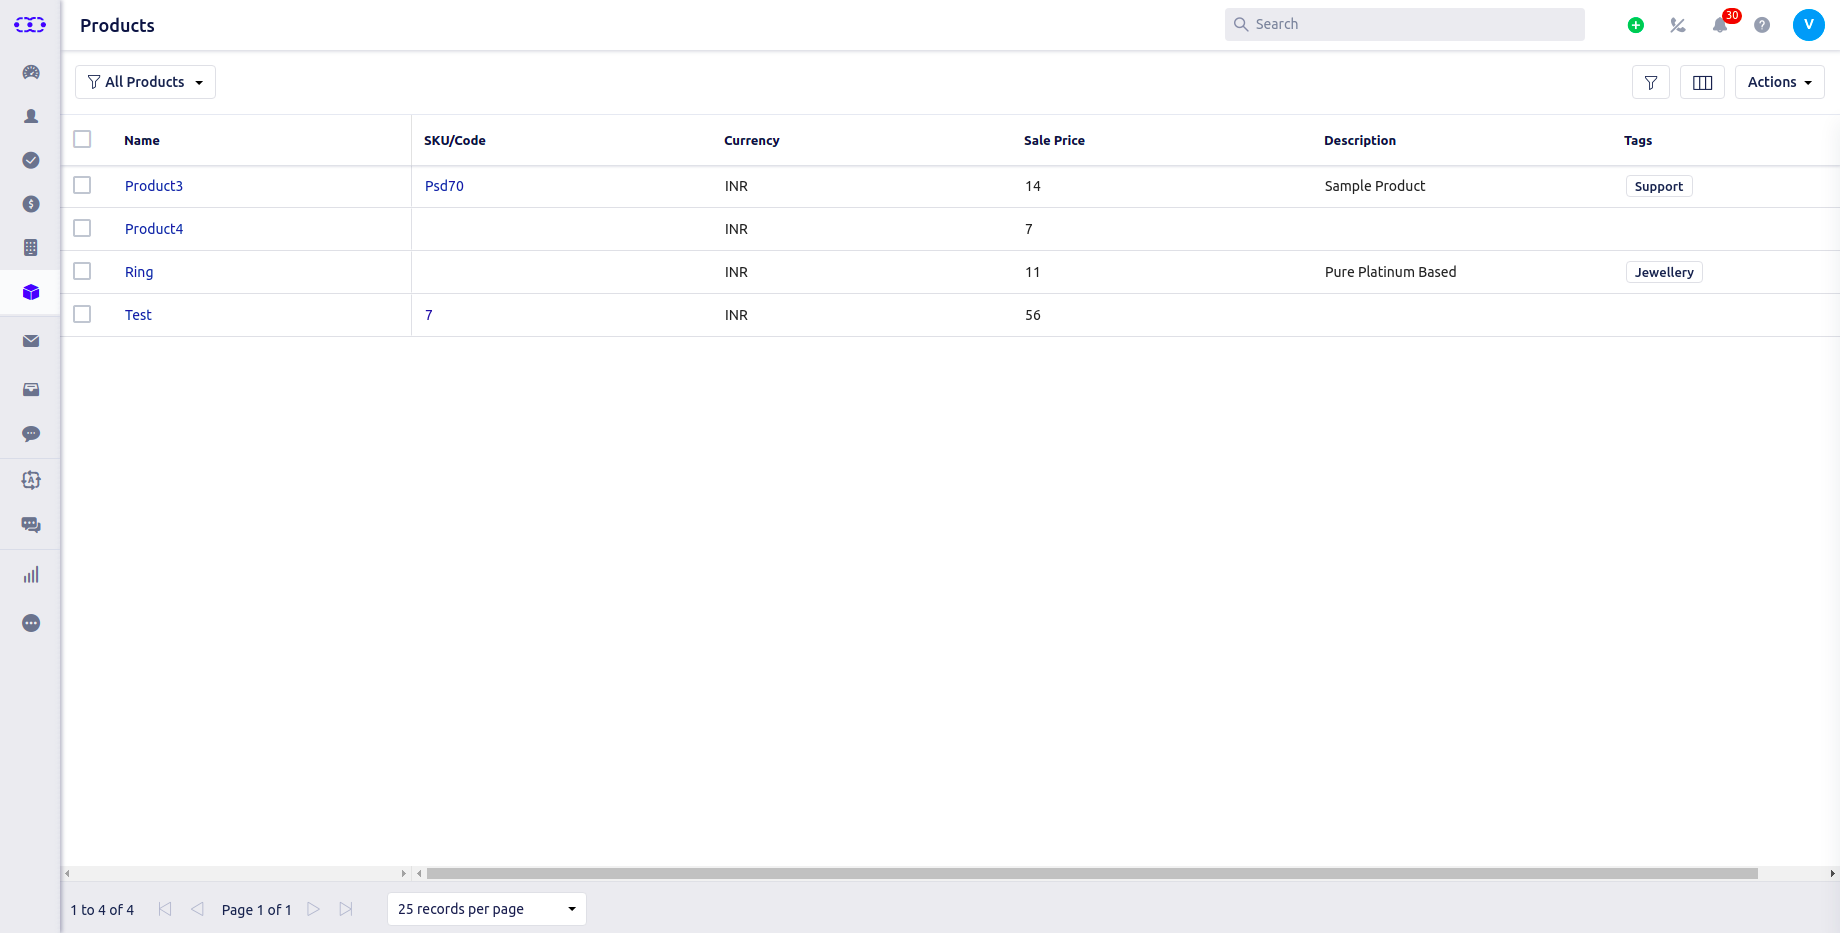 Products
Search
30
V
All Products
Actions
Name SKU/Code Currency Sale Price Description Tags
Product3 Psd70 INR 14 Sample Product Support
Product4 INR 7
Ring INR 11 Pure Platinum Based Jewellery
Test 7 INR 56
1 to 4 of 4 Page 1 of 1 25 records per page